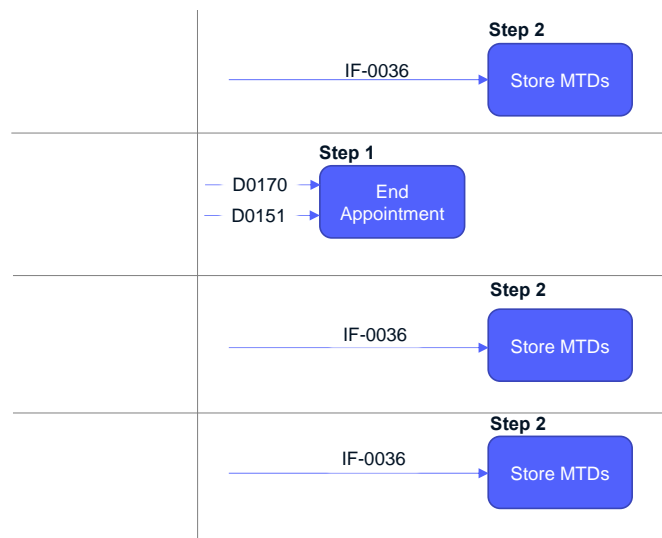 Step 2
IF-0036
Store MTDs
Step 1
D0170
D0151
End
Appointment
Step 2
IF-0036
Store MTDs
Step 2
IF-0036
Store MTDs